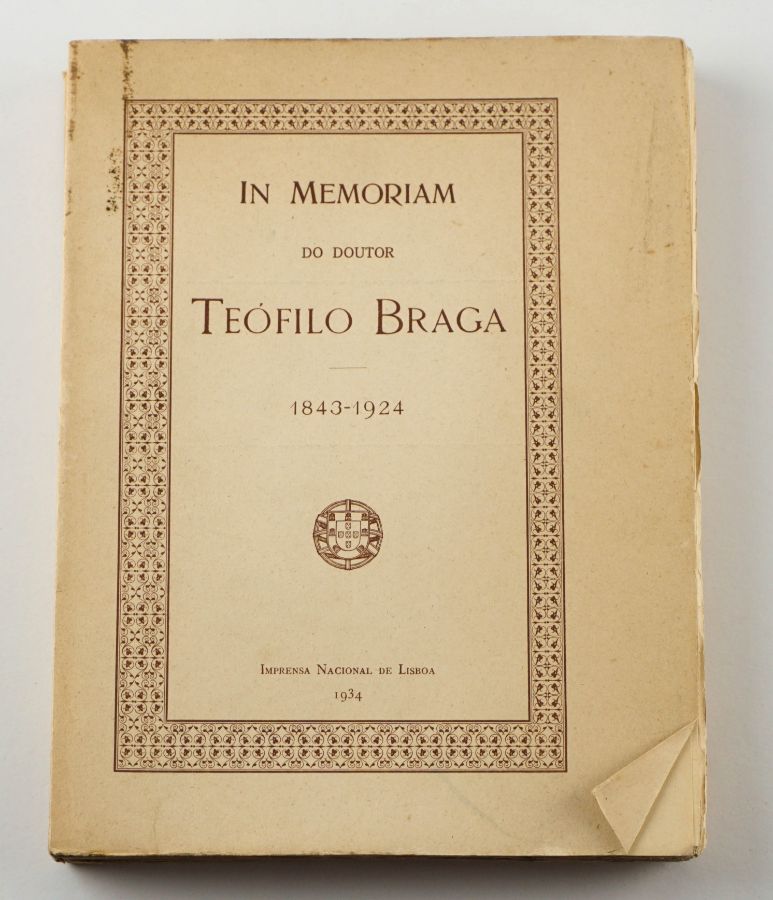 In Memoriam
DO DOUTOR
Teófilo Braga
1843-1924
Imprensa Nacional de Lisboa
1934